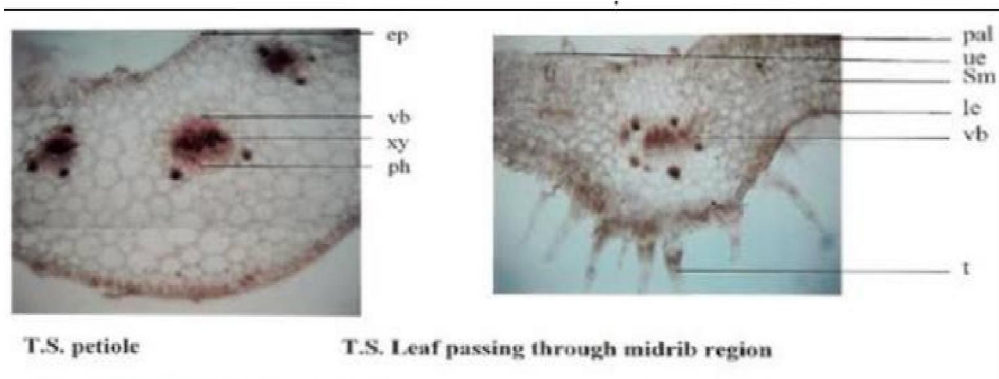 ep
vb
xy
ph
pal
ue
Sm
le
vb
t
T.S. petiole
T.S. Leaf passing through midrib region